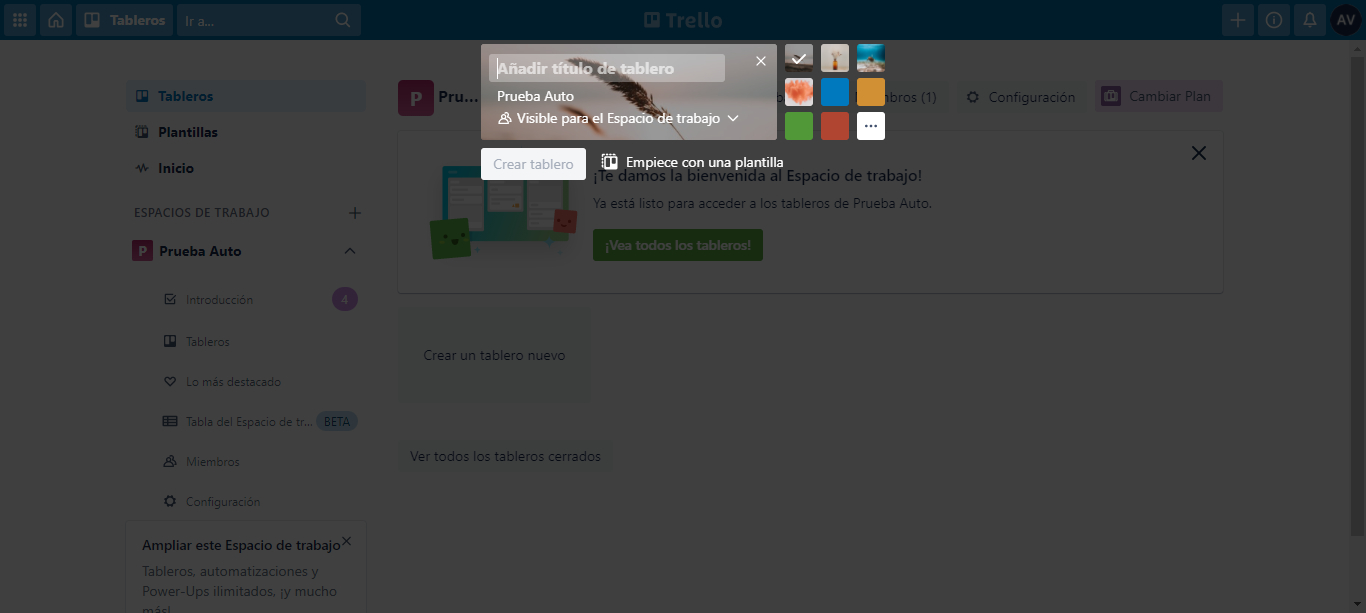 Tableros
Ir a...
Trello
AV
Añadir título de tablero
Prueba Auto
Visible para el Espacio de trabajo
Crear tablero
Empiece con una plantilla
P
Pru...
(1)
Configuración
Cambiar Plan
Tableros
Plantillas
Inicio
ESPACIOS DE TRABAJO
P
Prueba Auto
Introducción
4
Tableros
Lo más destacado
Tabla del Espacio de tr...
BETA
Miembros
Configuración
Ampliar este Espacio de trabajo
Tableros, automatizaciones y
Power-Ups ilimitados, ¡y mucho
más!
¡Te damos la bienvenida al Espacio de trabajo!
Ya está listo para acceder a los tableros de Prueba Auto.
¡Vea todos los tableros!
Crear un tablero nuevo
Ver todos los tableros cerrados